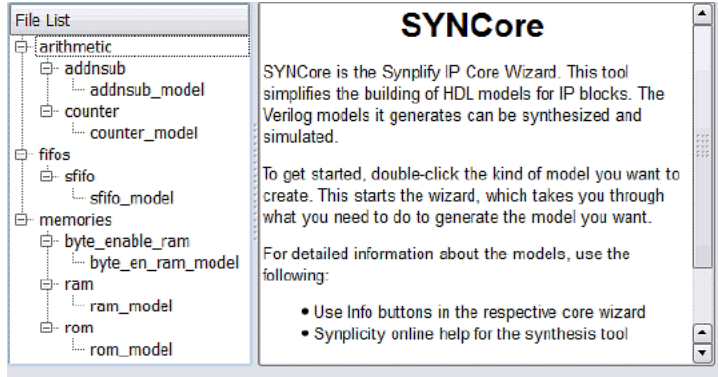 File List
arithmetic
addnsub
addnsub_model
counter
counter_model
fifos
sfifo
sfifo_model
memories
byte_enable_ram
byte_en_ram_model
ram
ram_model
rom
rom_model
SYNCore
SYNCore is the Synplify IP Core Wizard. This tool
simplifies the building of HDL models for IP blocks. The
Verilog models it generates can be synthesized and
simulated.
To get started, double-click the kind of model you want to
create. This starts the wizard, which takes you through
what you need to do to generate the model you want.
For detailed information about the models, use the
following:
• Use Info buttons in the respective core wizard
• Synplicity online help for the synthesis tool